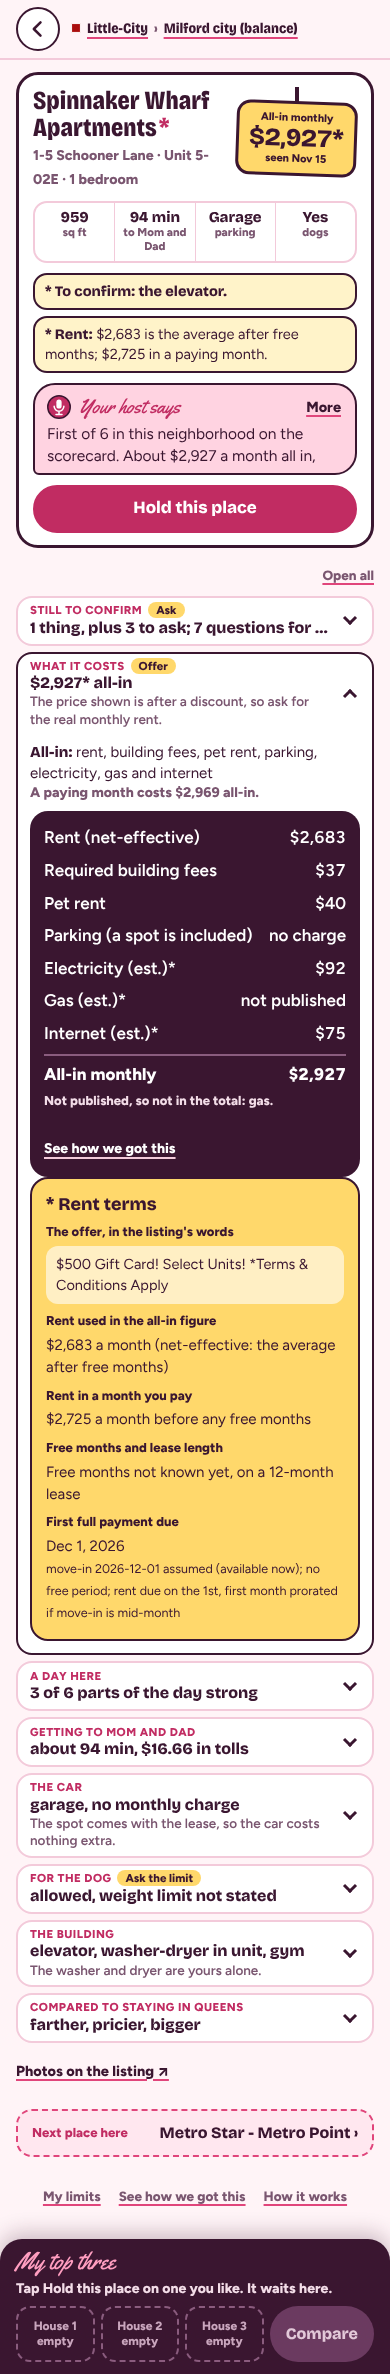 Little-City › Milford city (balance)
Spinnaker Wharf
Apartments*
1-5 Schooner Lane · Unit 5-
02E · 1 bedroom
All-in monthly
$2,927*
seen Nov 15
959
sq ft
94 min
to Mom and
Dad
Garage
parking
Yes
dogs
* To confirm: the elevator.
* Rent: $2,683 is the average after free
months; $2,725 in a paying month.
Your host says
More
First of 6 in this neighborhood on the
scorecard. About $2,927 a month all in,
Hold this place
Open all
STILL TO CONFIRM Ask
1 thing, plus 3 to ask; 7 questions for ...
WHAT IT COSTS Offer
$2,927* all-in
The price shown is after a discount, so ask for
the real monthly rent.
All-in: rent, building fees, pet rent, parking,
electricity, gas and internet
A paying month costs $2,969 all-in.
Rent (net-effective) $2,683
Required building fees $37
Pet rent $40
Parking (a spot is included) no charge
Electricity (est.)* $92
Gas (est.)* not published
Internet (est.)* $75
All-in monthly $2,927
Not published, so not in the total: gas.
See how we got this
* Rent terms
The offer, in the listing's words
$500 Gift Card! Select Units! *Terms &
Conditions Apply
Rent used in the all-in figure
$2,683 a month (net-effective: the average
after free months)
Rent in a month you pay
$2,725 a month before any free months
Free months and lease length
Free months not known yet, on a 12-month
lease
First full payment due
Dec 1, 2026
move-in 2026-12-01 assumed (available now); no
free period; rent due on the 1st, first month prorated
if move-in is mid-month
A DAY HERE
3 of 6 parts of the day strong
GETTING TO MOM AND DAD
about 94 min, $16.66 in tolls
THE CAR
garage, no monthly charge
The spot comes with the lease, so the car costs
nothing extra.
FOR THE DOG Ask the limit
allowed, weight limit not stated
THE BUILDING
elevator, washer-dryer in unit, gym
The washer and dryer are yours alone.
COMPARED TO STAYING IN QUEENS
farther, pricier, bigger
Photos on the listing ↗
Next place here Metro Star - Metro Point ›
My limits See how we got this How it works
My top three
Tap Hold this place on one you like. It waits here.
House 1
empty
House 2
empty
House 3
empty
Compare